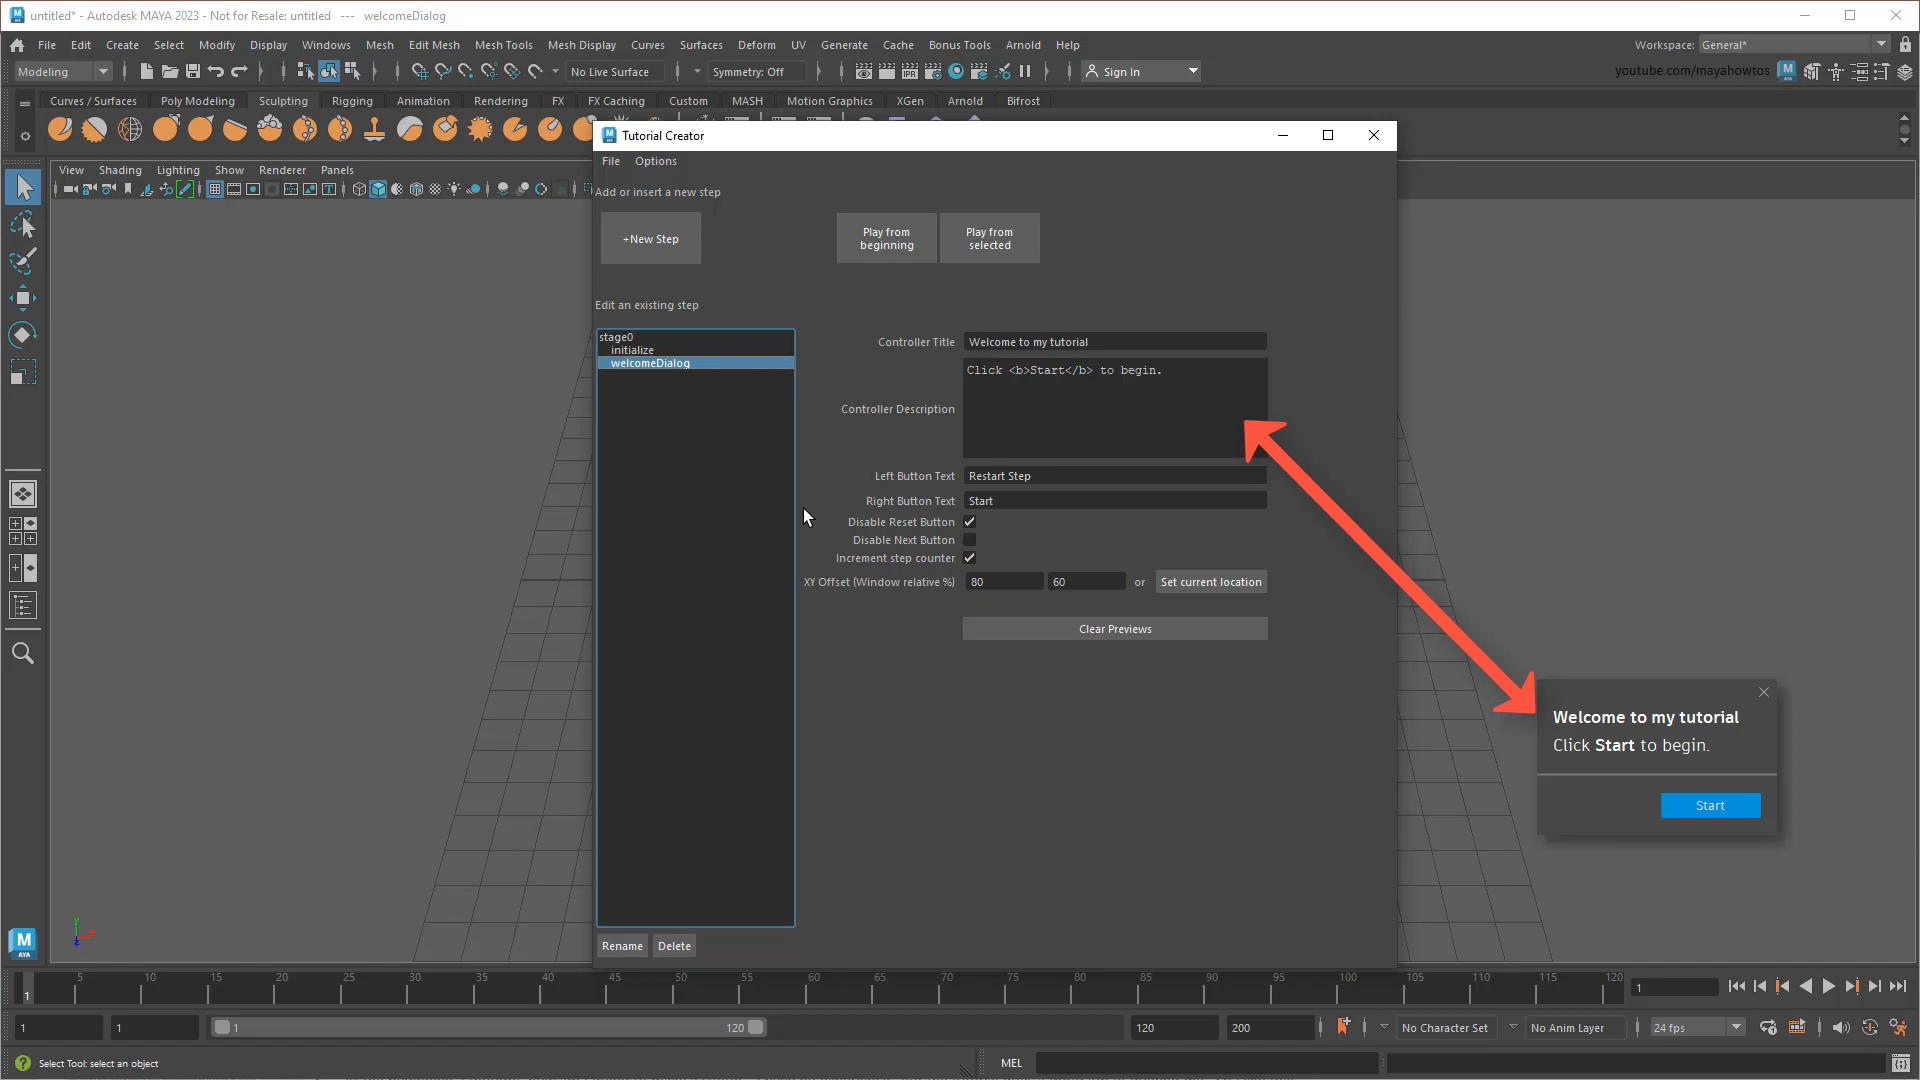 untitled* - Autodesk MAYA 2023 - Not for Resale: untitled --- welcomeDialog
File Edit Create Select Modify Display Windows Mesh Edit Mesh Mesh Tools Mesh Display Curves Surfaces Deform UV Generate Cache Bonus Tools Arnold Help Workspace: General*
Modeling No Live Surface Symmetry: Off IPR Sign In youtube.com/mayahowtos
Curves / Surfaces Poly Modeling Sculpting Rigging Animation Rendering FX FX Caching Custom MASH Motion Graphics XGen Arnold Bifrost
Tutorial Creator
File Options
View Shading Lighting Show Renderer Panels
Add or insert a new step
+New Step
Play from beginning
Play from selected
Edit an existing step
stage0
initialize
welcomeDialog
Controller Title Welcome to my tutorial
Controller Description Click <b>Start</b> to begin.
Left Button Text Restart Step
Right Button Text Start
Disable Reset Button
Disable Next Button
Increment step counter
XY Offset (Window relative %) 80 60 or Set current location
Clear Previews
Welcome to my tutorial
Click Start to begin.
Start
Rename Delete
M
AYA
y
z
5 10 15 20 25 30 35 40 45 50 55 60 65 70 75 80 85 90 95 100 105 110 115 120
1 1
1 1 1 120 120 200 No Character Set No Anim Layer 24 fps
Select Tool: select an object MEL